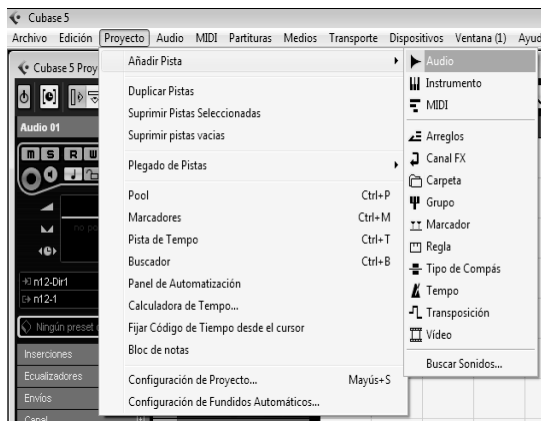 Cubase 5
Archivo Edición Proyecto Audio MIDI Partituras Medios Transporte Dispositivos Ventana (1) Ayud
Cubase 5 Proy
Audio 01
M S R W
no po
n12-Dir1
n12-1
Ningún preset
Inserciones
Ecualizadores
Envíos
Canal
Añadir Pista
Duplicar Pistas
Suprimir Pistas Seleccionadas
Suprimir pistas vacias
Plegado de Pistas
Pool Ctrl+P
Marcadores Ctrl+M
Pista de Tempo Ctrl+T
Buscador Ctrl+B
Panel de Automatización
Calculadora de Tempo...
Fijar Código de Tiempo desde el cursor
Bloc de notas
Configuración de Proyecto... Mayús+S
Configuración de Fundidos Automáticos...
Audio
Instrumento
MIDI
Arreglos
Canal FX
Carpeta
Grupo
Marcador
Regla
Tipo de Compás
Tempo
Transposición
Vídeo
Buscar Sonidos...